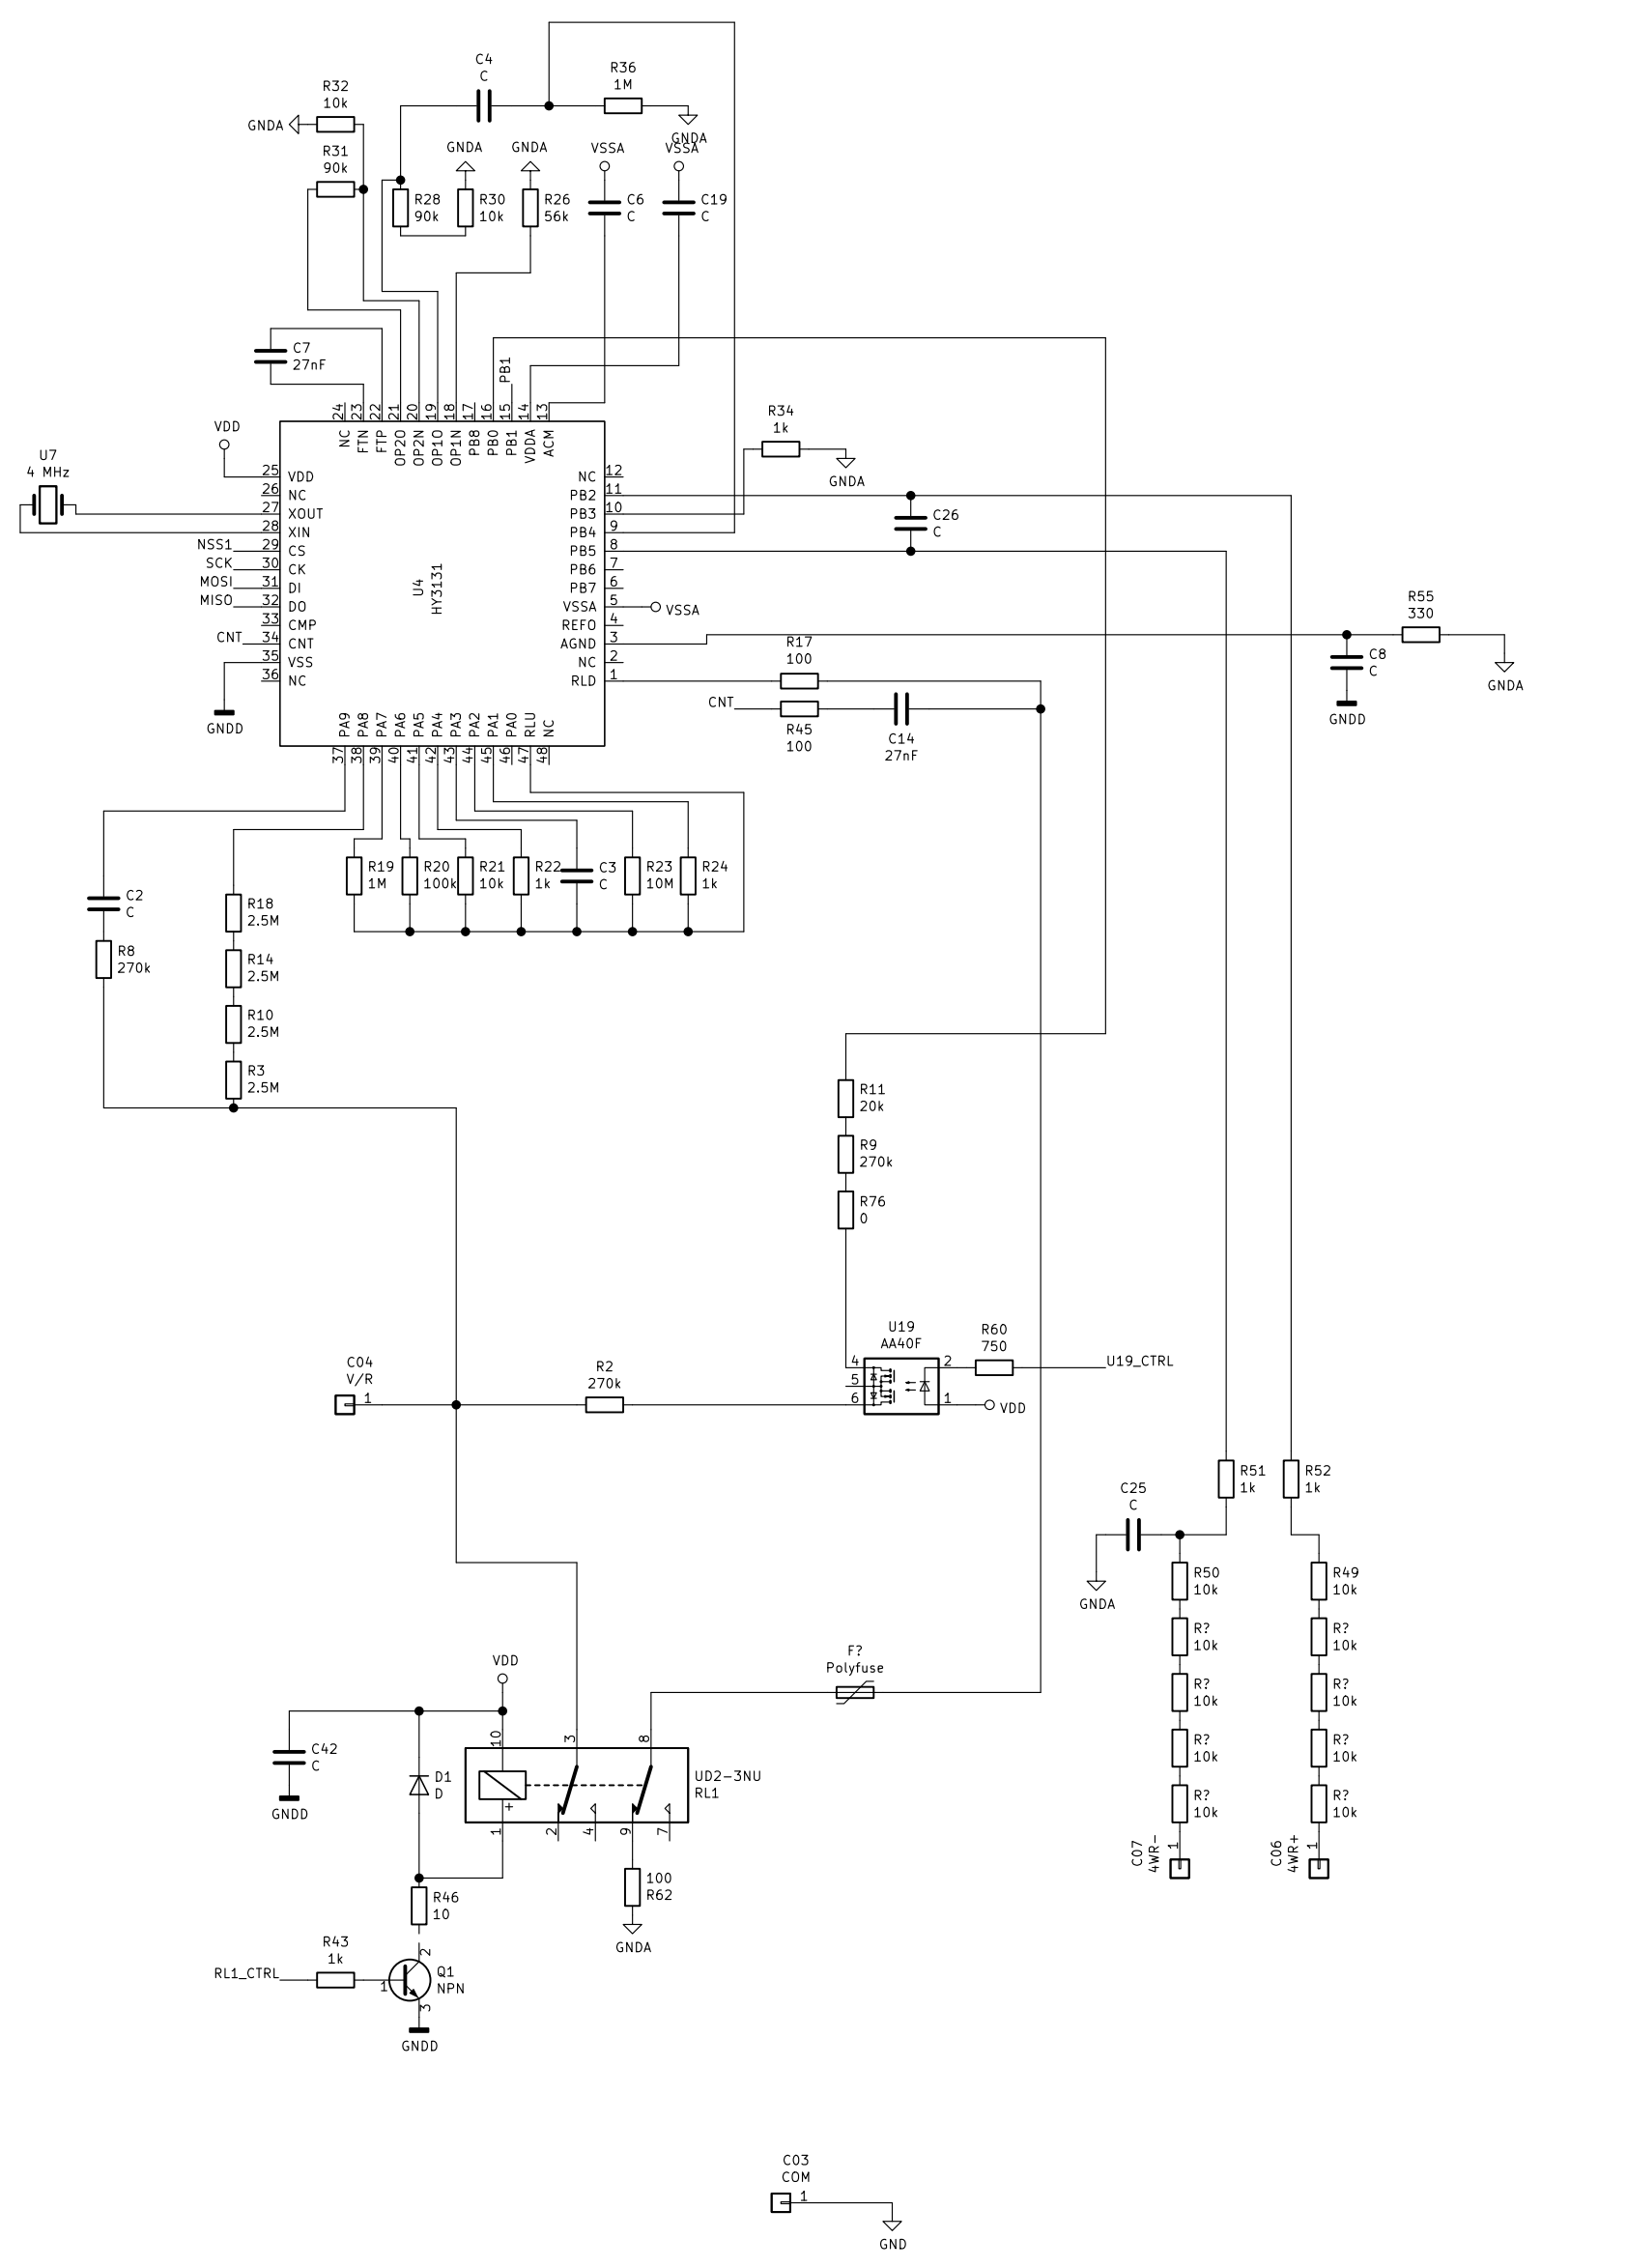 C4
C
R36
1M
GNDA
R32
10k
GNDA
R31
90k
GNDA
GNDA
VSSA
VSSA
R28
90k
R30
10k
R26
56k
C6
C
C19
C
C7
27nF
PB1
24
23
22
21
20
19
18
17
16
15
14
13
NC
FTN
FTP
OP2O
OP2N
OP1O
OP1N
PB8
PB0
PB1
VDDA
ACM
VDD
U7
4 MHz
R34
1k
GNDA
25 VDD
26 NC
27 XOUT
28 XIN
NSS1 29 CS
SCK 30 CK
MOSI 31 DI
MISO 32 DO
33 CMP
CNT 34 CNT
35 VSS
36 NC
GNDD
U4
HY3131
NC 12
PB2 11
PB3 10
PB4 9
PB5 8
PB6 7
PB7 6
VSSA 5 VSSA
REFO 4
AGND 3
NC 2
RLD 1
C26
C
R55
330
C8
C
GNDA
GNDD
R17
100
CNT
R45
100
C14
27nF
PA9
PA8
PA7
PA6
PA5
PA4
PA3
PA2
PA1
PA0
RLU
NC
37
38
39
40
41
42
43
44
45
46
47
48
R19
1M
R20
100k
R21
10k
R22
1k
C3
C
R23
10M
R24
1k
C2
C
R8
270k
R18
2.5M
R14
2.5M
R10
2.5M
R3
2.5M
R11
20k
R9
270k
R76
0
U19
AA40F
4
5
6
2
1
R60
750
U19_CTRL
VDD
C04
V/R
1
R2
270k
R51
1k
R52
1k
C25
C
GNDA
R50
10k
R?
10k
R?
10k
R?
10k
R?
10k
C07
4WR-
1
R49
10k
R?
10k
R?
10k
R?
10k
R?
10k
C06
4WR+
1
F?
Polyfuse
VDD
C42
C
GNDD
D1
D
10
3
8
+
1
2
4
9
7
UD2-3NU
RL1
100
R62
GNDA
R46
10
R43
1k
RL1_CTRL
1
2
3
Q1
NPN
GNDD
C03
COM
1
GND